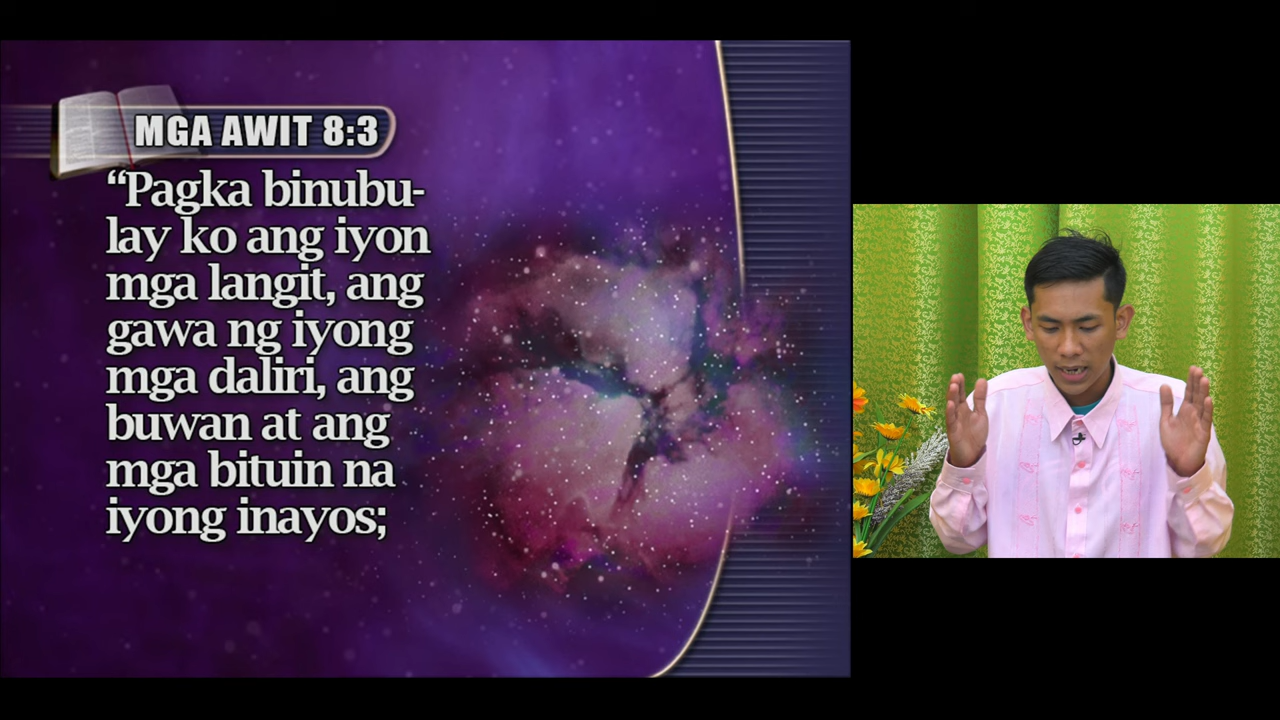 MGA AWIT 8:3
“Pagka binubu-
lay ko ang iyon
mga langit, ang
gawa ng iyong
mga daliri, ang
buwan at ang
mga bituin na
iyong inayos;